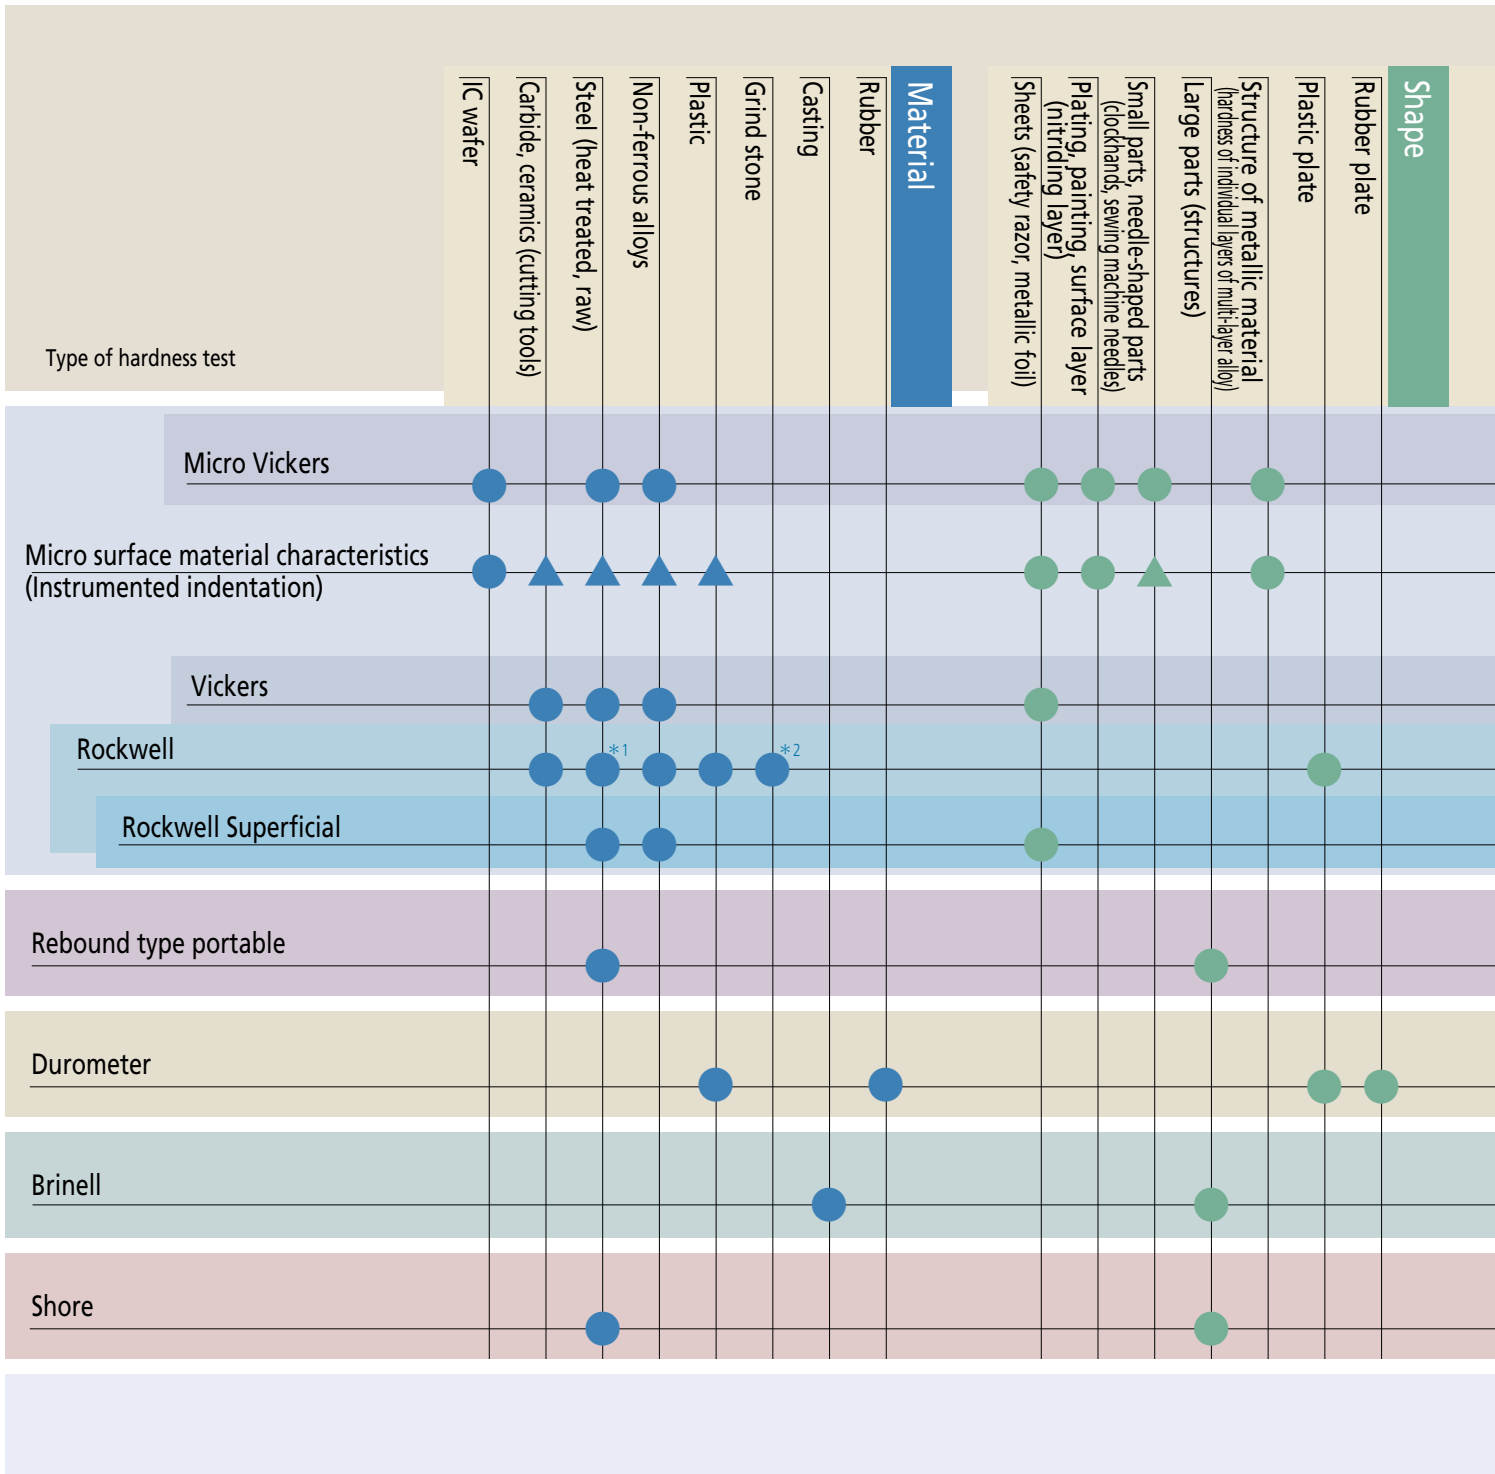 IC wafer
Carbide, ceramics (cutting tools)
Steel (heat treated, raw)
Non-ferrous alloys
Plastic
Grind stone
Casting
Rubber
Material
Sheets (safety razor, metallic foil)
Plating, painting, surface layer
(nitriding layer)
Small parts, needle-shaped parts
(clockhands, sewing machine needles)
Large parts (structures)
Structure of metallic material
(hardness of individual layers of multi-layer alloy)
Plastic plate
Rubber plate
Shape
Type of hardness test
Micro Vickers
Micro surface material characteristics
(Instrumented indentation)
Vickers
Rockwell
*1
*2
Rockwell Superficial
Rebound type portable
Durometer
Brinell
Shore